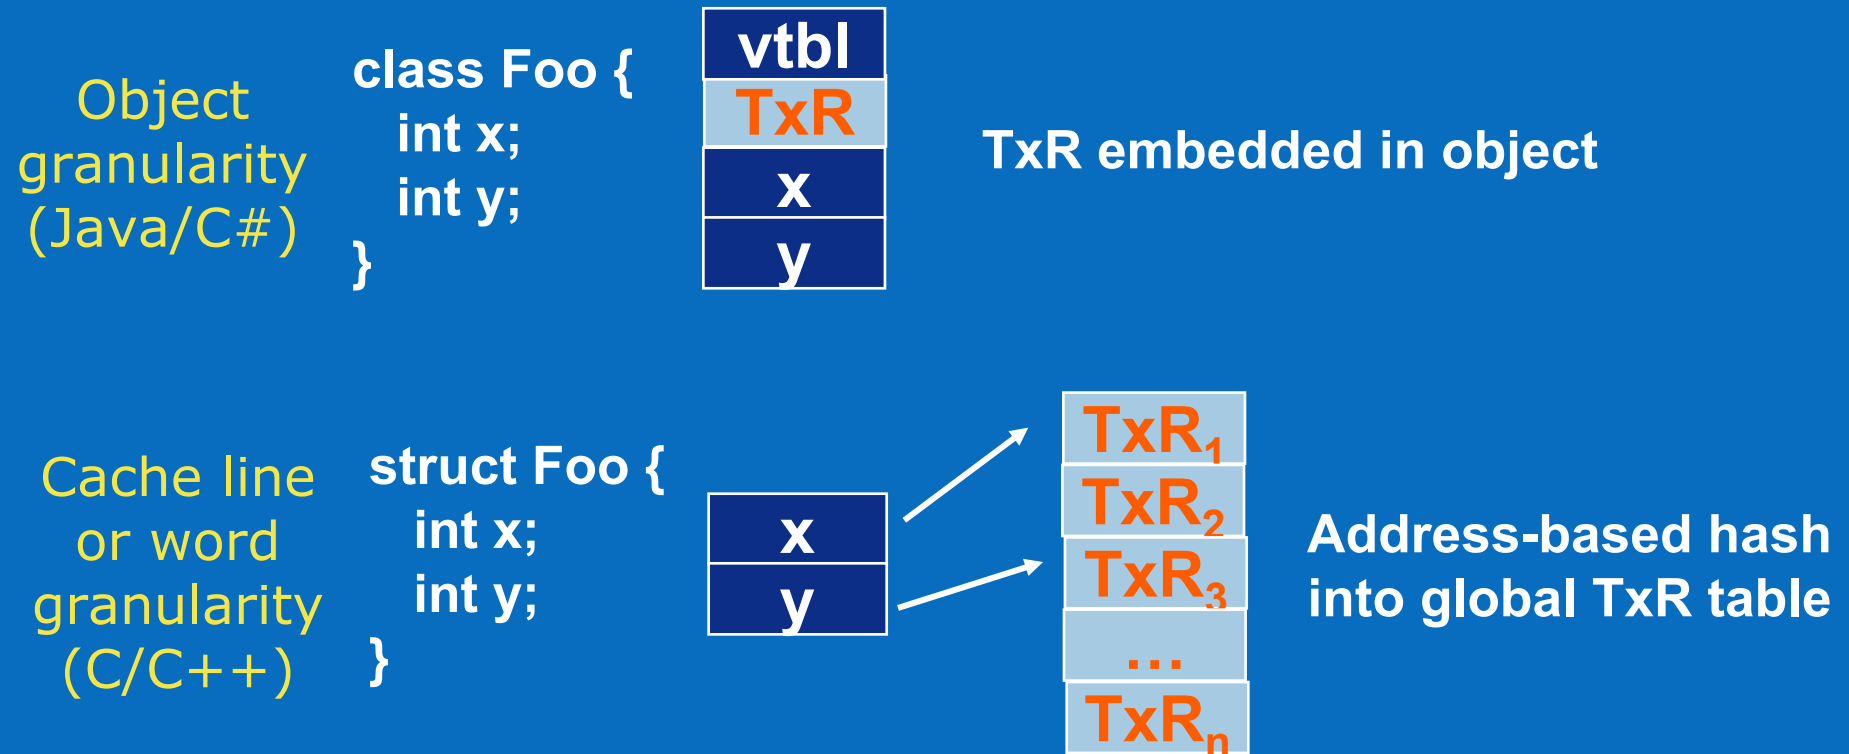 Object
granularity
(Java/C#)
class Foo {
int x;
int y;
}
vtbl
TxR
x
y
TxR embedded in object
Cache line
or word
granularity
(C/C++)
struct Foo {
int x;
int y;
}
x
y
TxR₁
TxR₂
TxR₃
...
TxRₙ
Address-based hash
into global TxR table